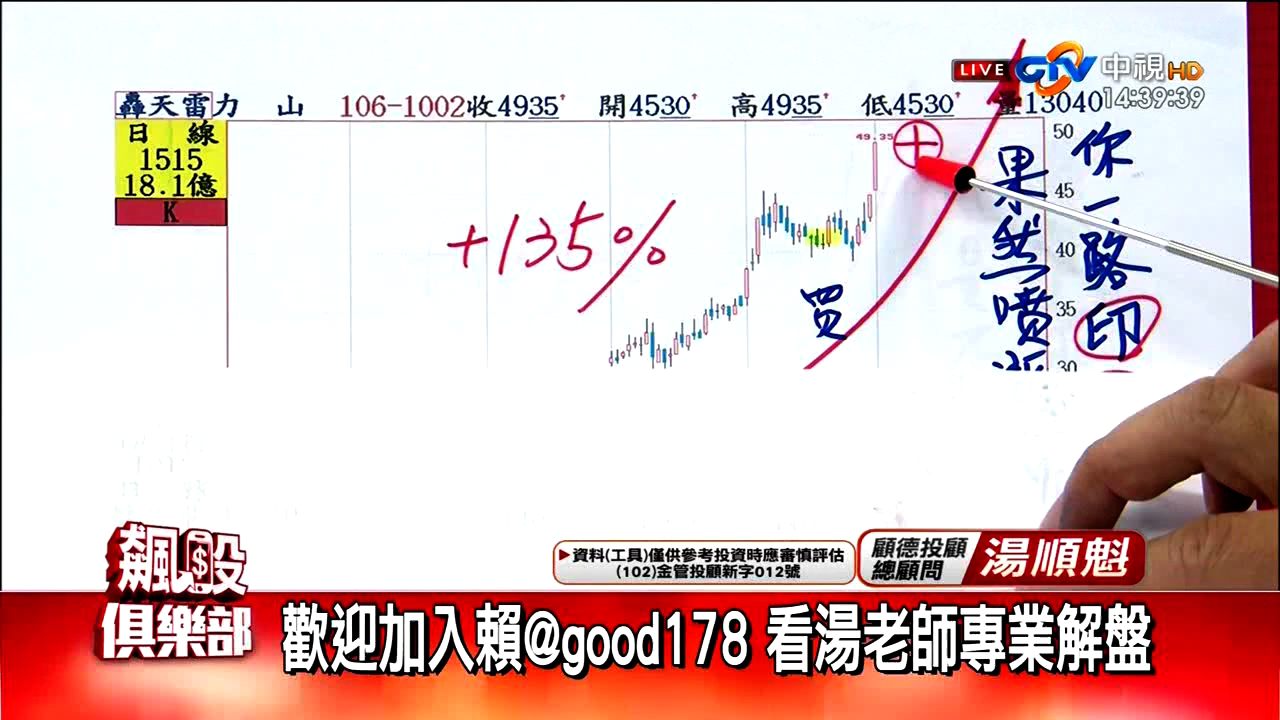 LIVE CTV 中視HD
14:39:39
轟天雷力 山 106-1002收4935↑ 開4530↑ 高4935↑ 低4530↑ 量13040
日 線
1515
18.1億
K
49.35
50
45
40
35
30
+135%
買
果然噴
你一路印
飆股
俱樂部
▶資料(工具)僅供參考投資時應審慎評估
(102)金管投顧新字012號
顧德投顧
總顧問
湯順魁
歡迎加入賴@good178 看湯老師專業解盤